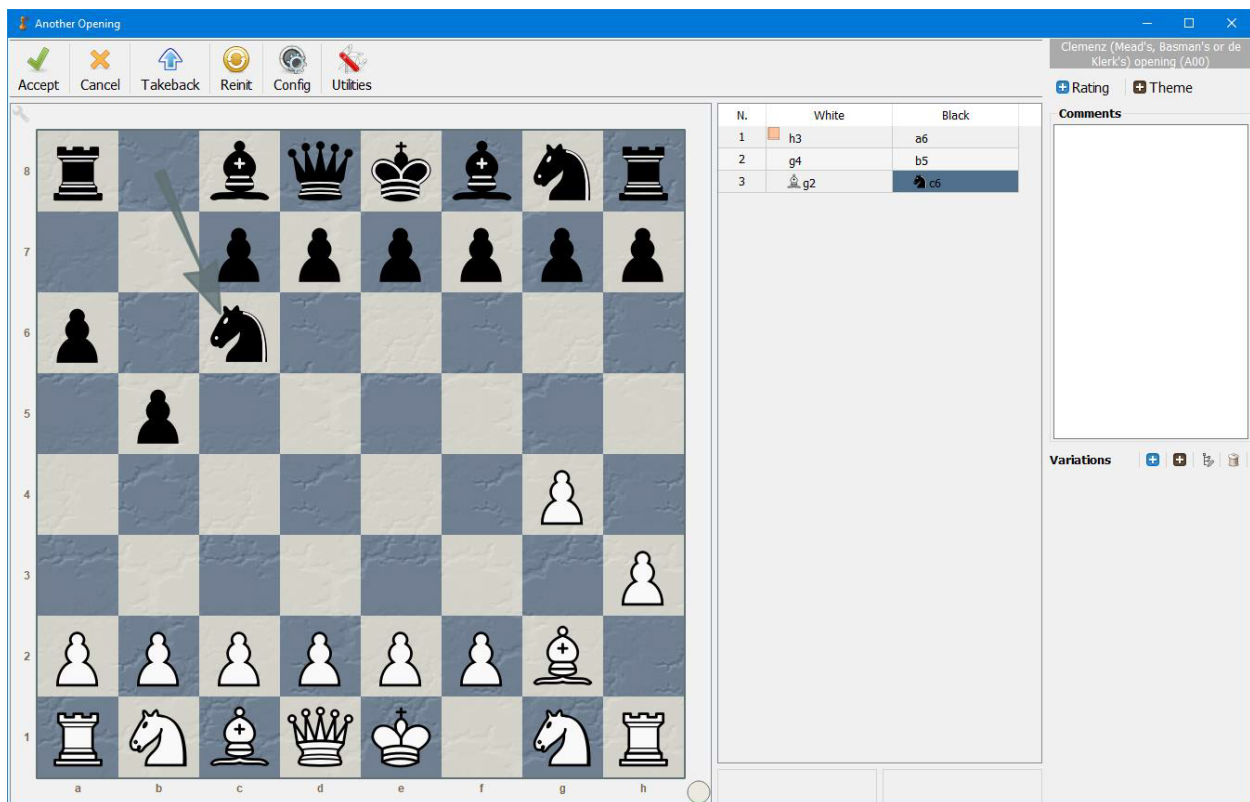 Another Opening
Accept Cancel Takeback Reinit Config Utilities
Clemenz (Mead's, Basman's or de
Klerk's) opening (A00)
Rating Theme
Comments
N. White Black
1 h3 a6
2 g4 b5
3 g2 c6
Variations
8
7
6
5
4
3
2
1
a b c d e f g h